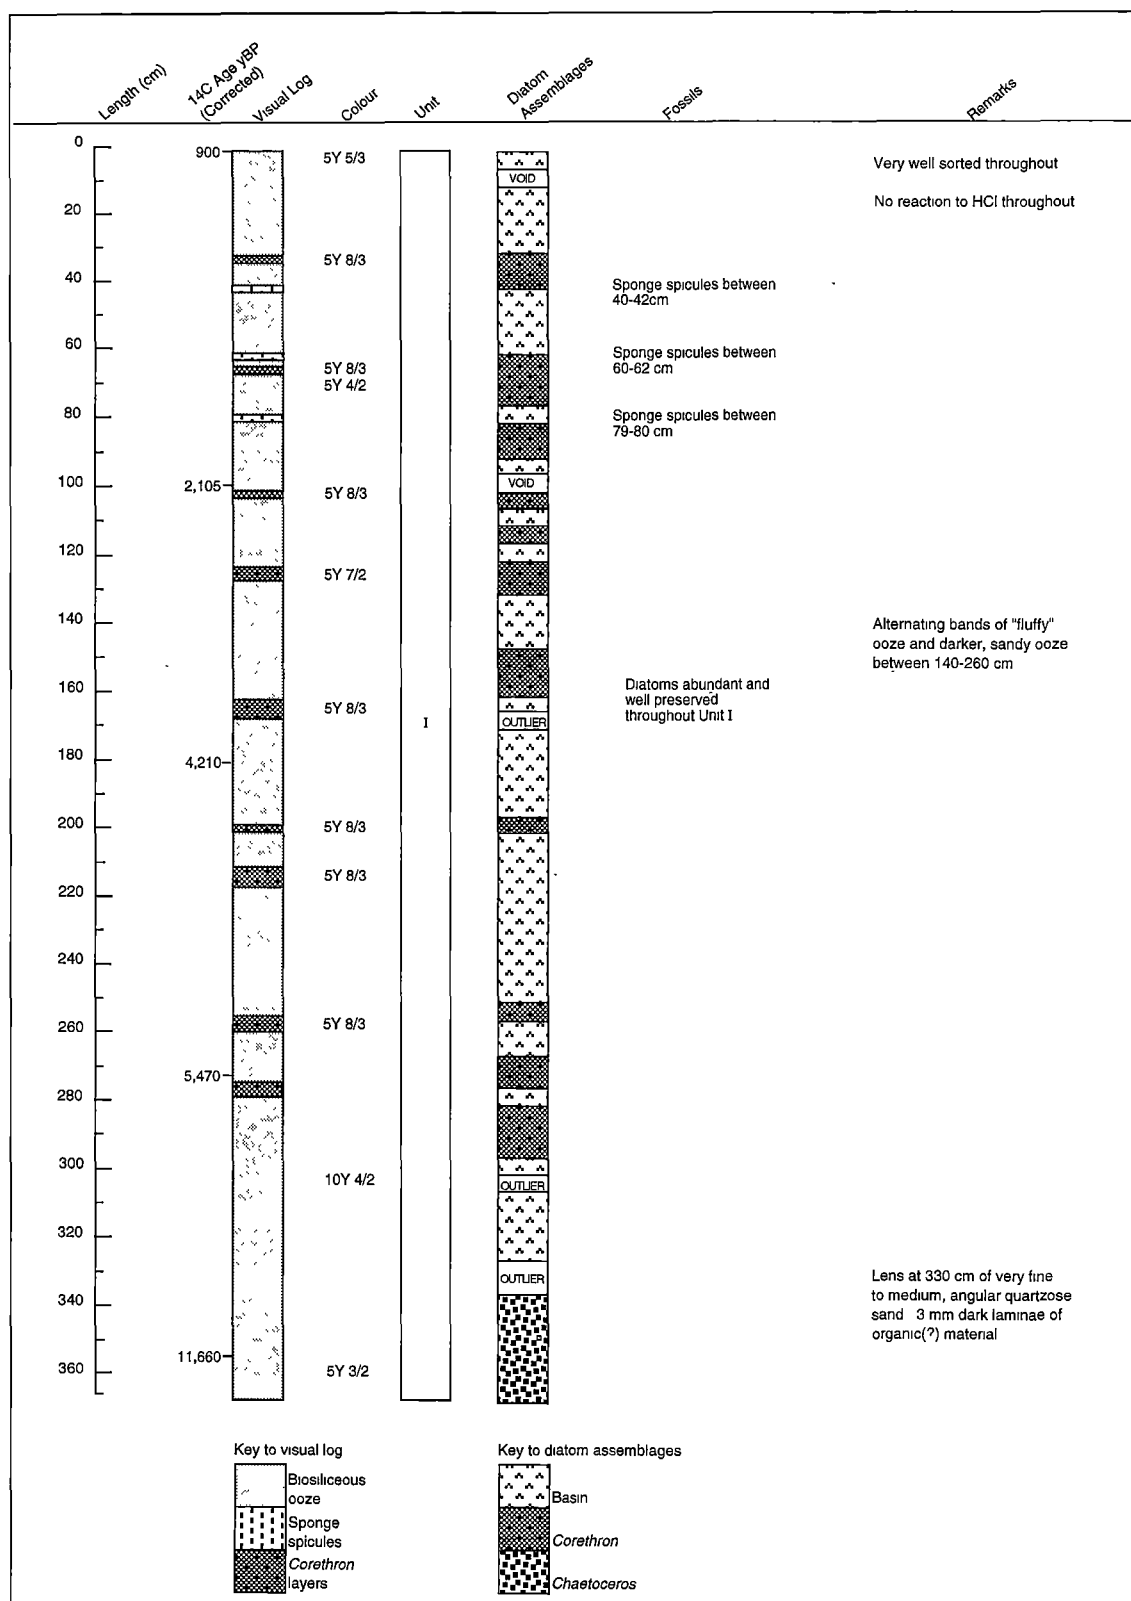 Length (cm)
14C Age yBP
(Corrected)
Visual Log
Colour
Unit
Diatom
Assemblages
Fossils
Remarks
0
900
5Y 5/3
VOID
Very well sorted throughout
No reaction to HCl throughout
20
5Y 8/3
40
Sponge spicules between
40-42cm
60
5Y 8/3
5Y 4/2
Sponge spicules between
60-62 cm
80
Sponge spicules between
79-80 cm
100
2,105
5Y 8/3
VOID
120
5Y 7/2
140
Alternating bands of "fluffy"
ooze and darker, sandy ooze
between 140-260 cm
160
5Y 8/3
I
OUTLIER
Diatoms abundant and
well preserved
throughout Unit I
180
4,210
200
5Y 8/3
5Y 8/3
220
240
260
5Y 8/3
5,470
280
300
10Y 4/2
OUTLIER
320
OUTLIER
Lens at 330 cm of very fine
to medium, angular quartzose
sand 3 mm dark laminae of
organic(?) material
340
11,660
360
5Y 3/2
Key to visual log
Biosiliceous
ooze
Sponge
spicules
Corethron
layers
Key to diatom assemblages
Basin
Corethron
Chaetoceros